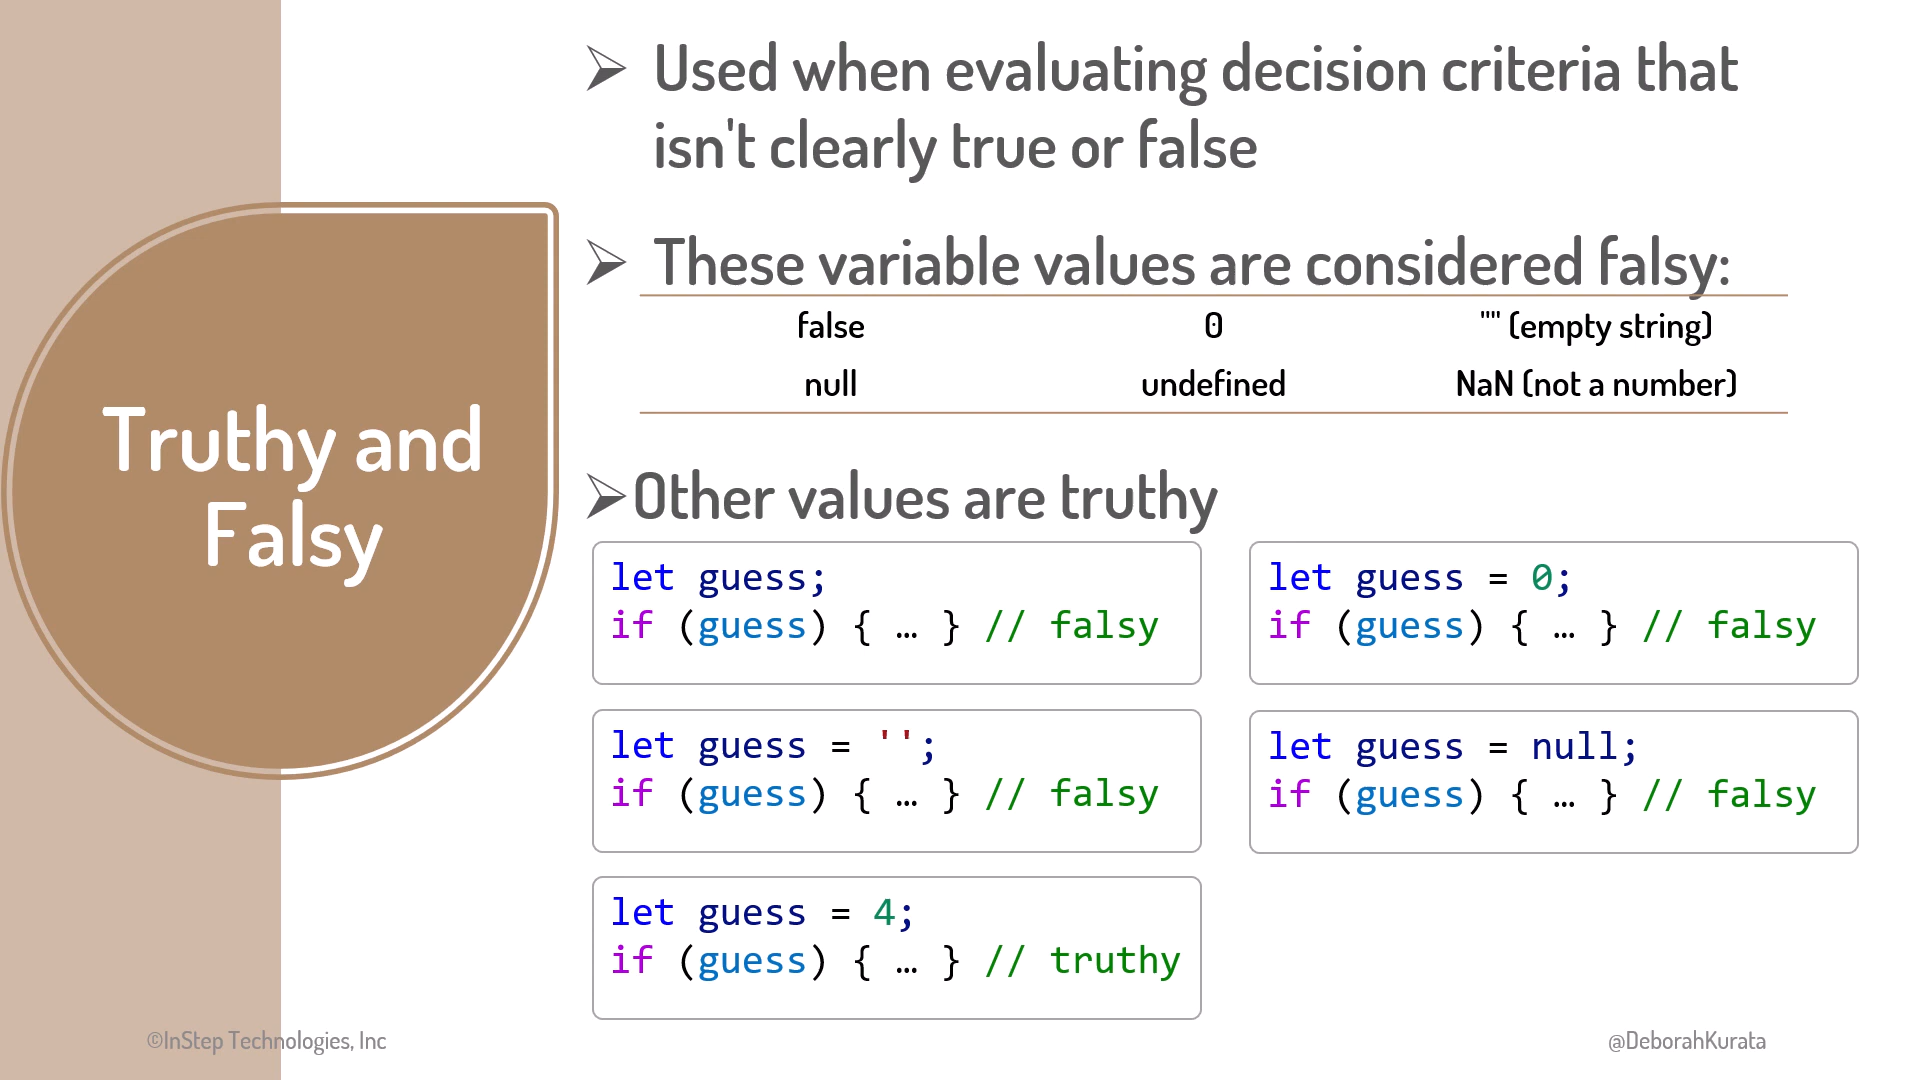 Truthy and
Falsy
➢ Used when evaluating decision criteria that
isn't clearly true or false
➢ These variable values are considered falsy:
false 0 "" (empty string)
null undefined NaN (not a number)
➢Other values are truthy
let guess;
if (guess) { … } // falsy
let guess = 0;
if (guess) { … } // falsy
let guess = '';
if (guess) { … } // falsy
let guess = null;
if (guess) { … } // falsy
let guess = 4;
if (guess) { … } // truthy
©InStep Technologies, Inc
@DeborahKurata